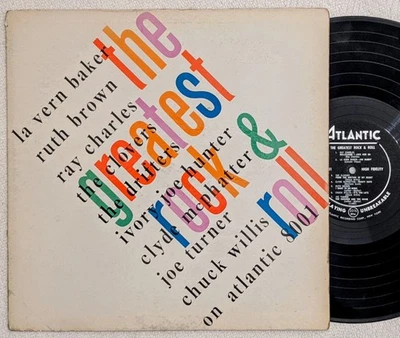 the
greatest
rock &
roll
la vern baker
ruth brown
ray charles
he clovers
the drifters
ivory joe hunter
clyde mcphatter
joe turner
chuck willis
on atlantic 8001
ATLANTIC
THE GREATEST ROCK & ROLL
HIGH FIDELITY
UNBREAKABLE